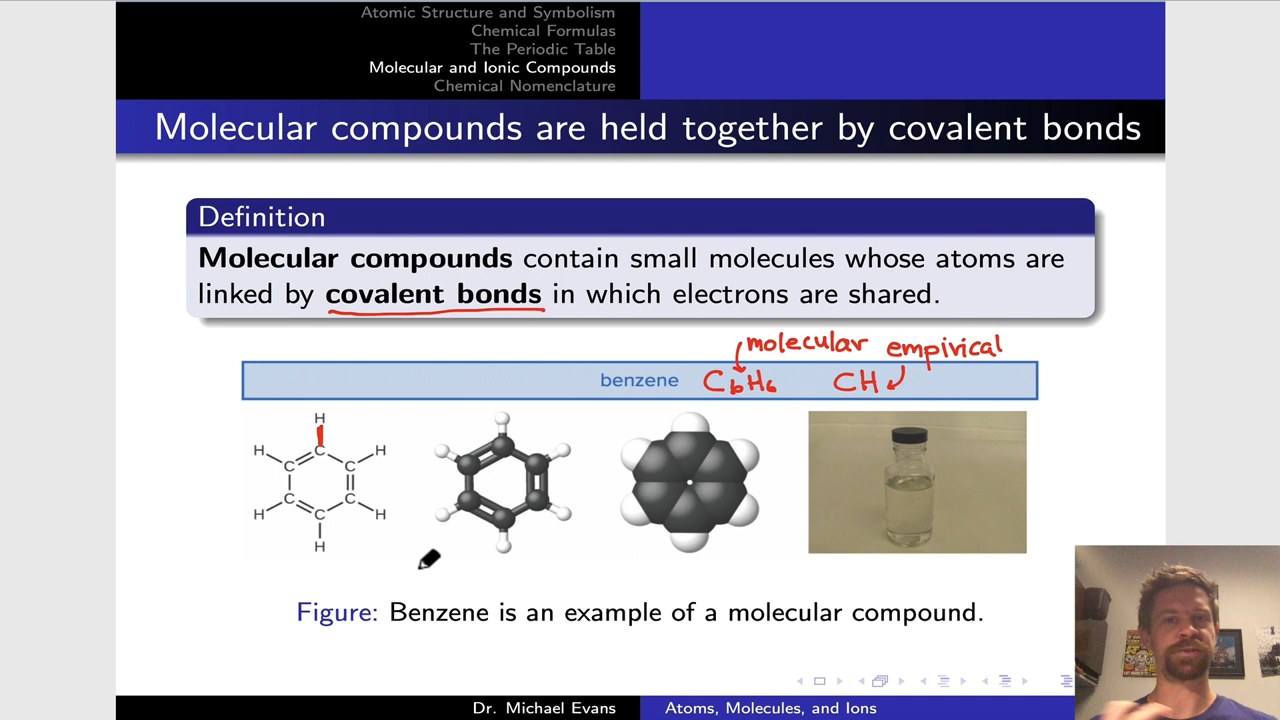 Atomic Structure and Symbolism
Chemical Formulas
The Periodic Table
Molecular and Ionic Compounds
Chemical Nomenclature
Molecular compounds are held together by covalent bonds
Definition
Molecular compounds contain small molecules whose atoms are
linked by covalent bonds in which electrons are shared.
molecular empirical
benzene C₆H₆ CH
H
H C H
C C
C C
H C H
H
Figure: Benzene is an example of a molecular compound.
Dr. Michael Evans Atoms, Molecules, and Ions